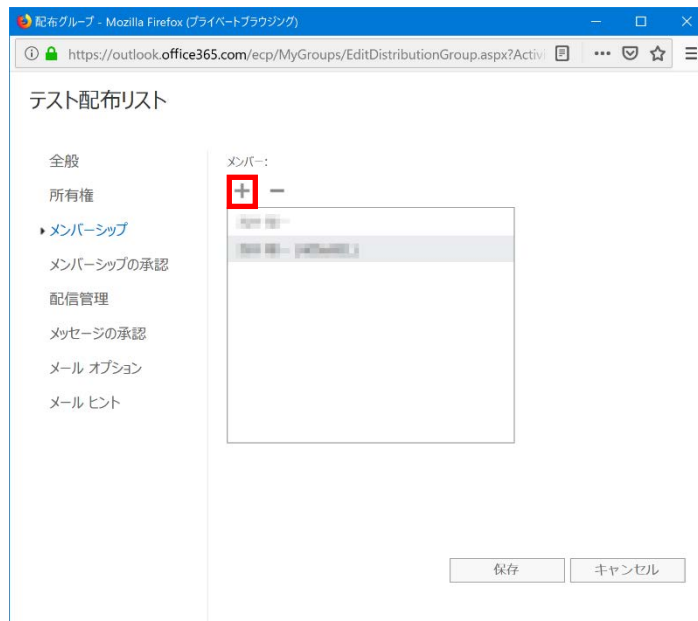 配布グループ - Mozilla Firefox (プライベートブラウジング)
https://outlook.office365.com/ecp/MyGroups/EditDistributionGroup.aspx?Activi
テスト配布リスト
全般
所有権
メンバーシップ
メンバーシップの承認
配信管理
メッセージの承認
メール オプション
メール ヒント
メンバー:
保存
キャンセル